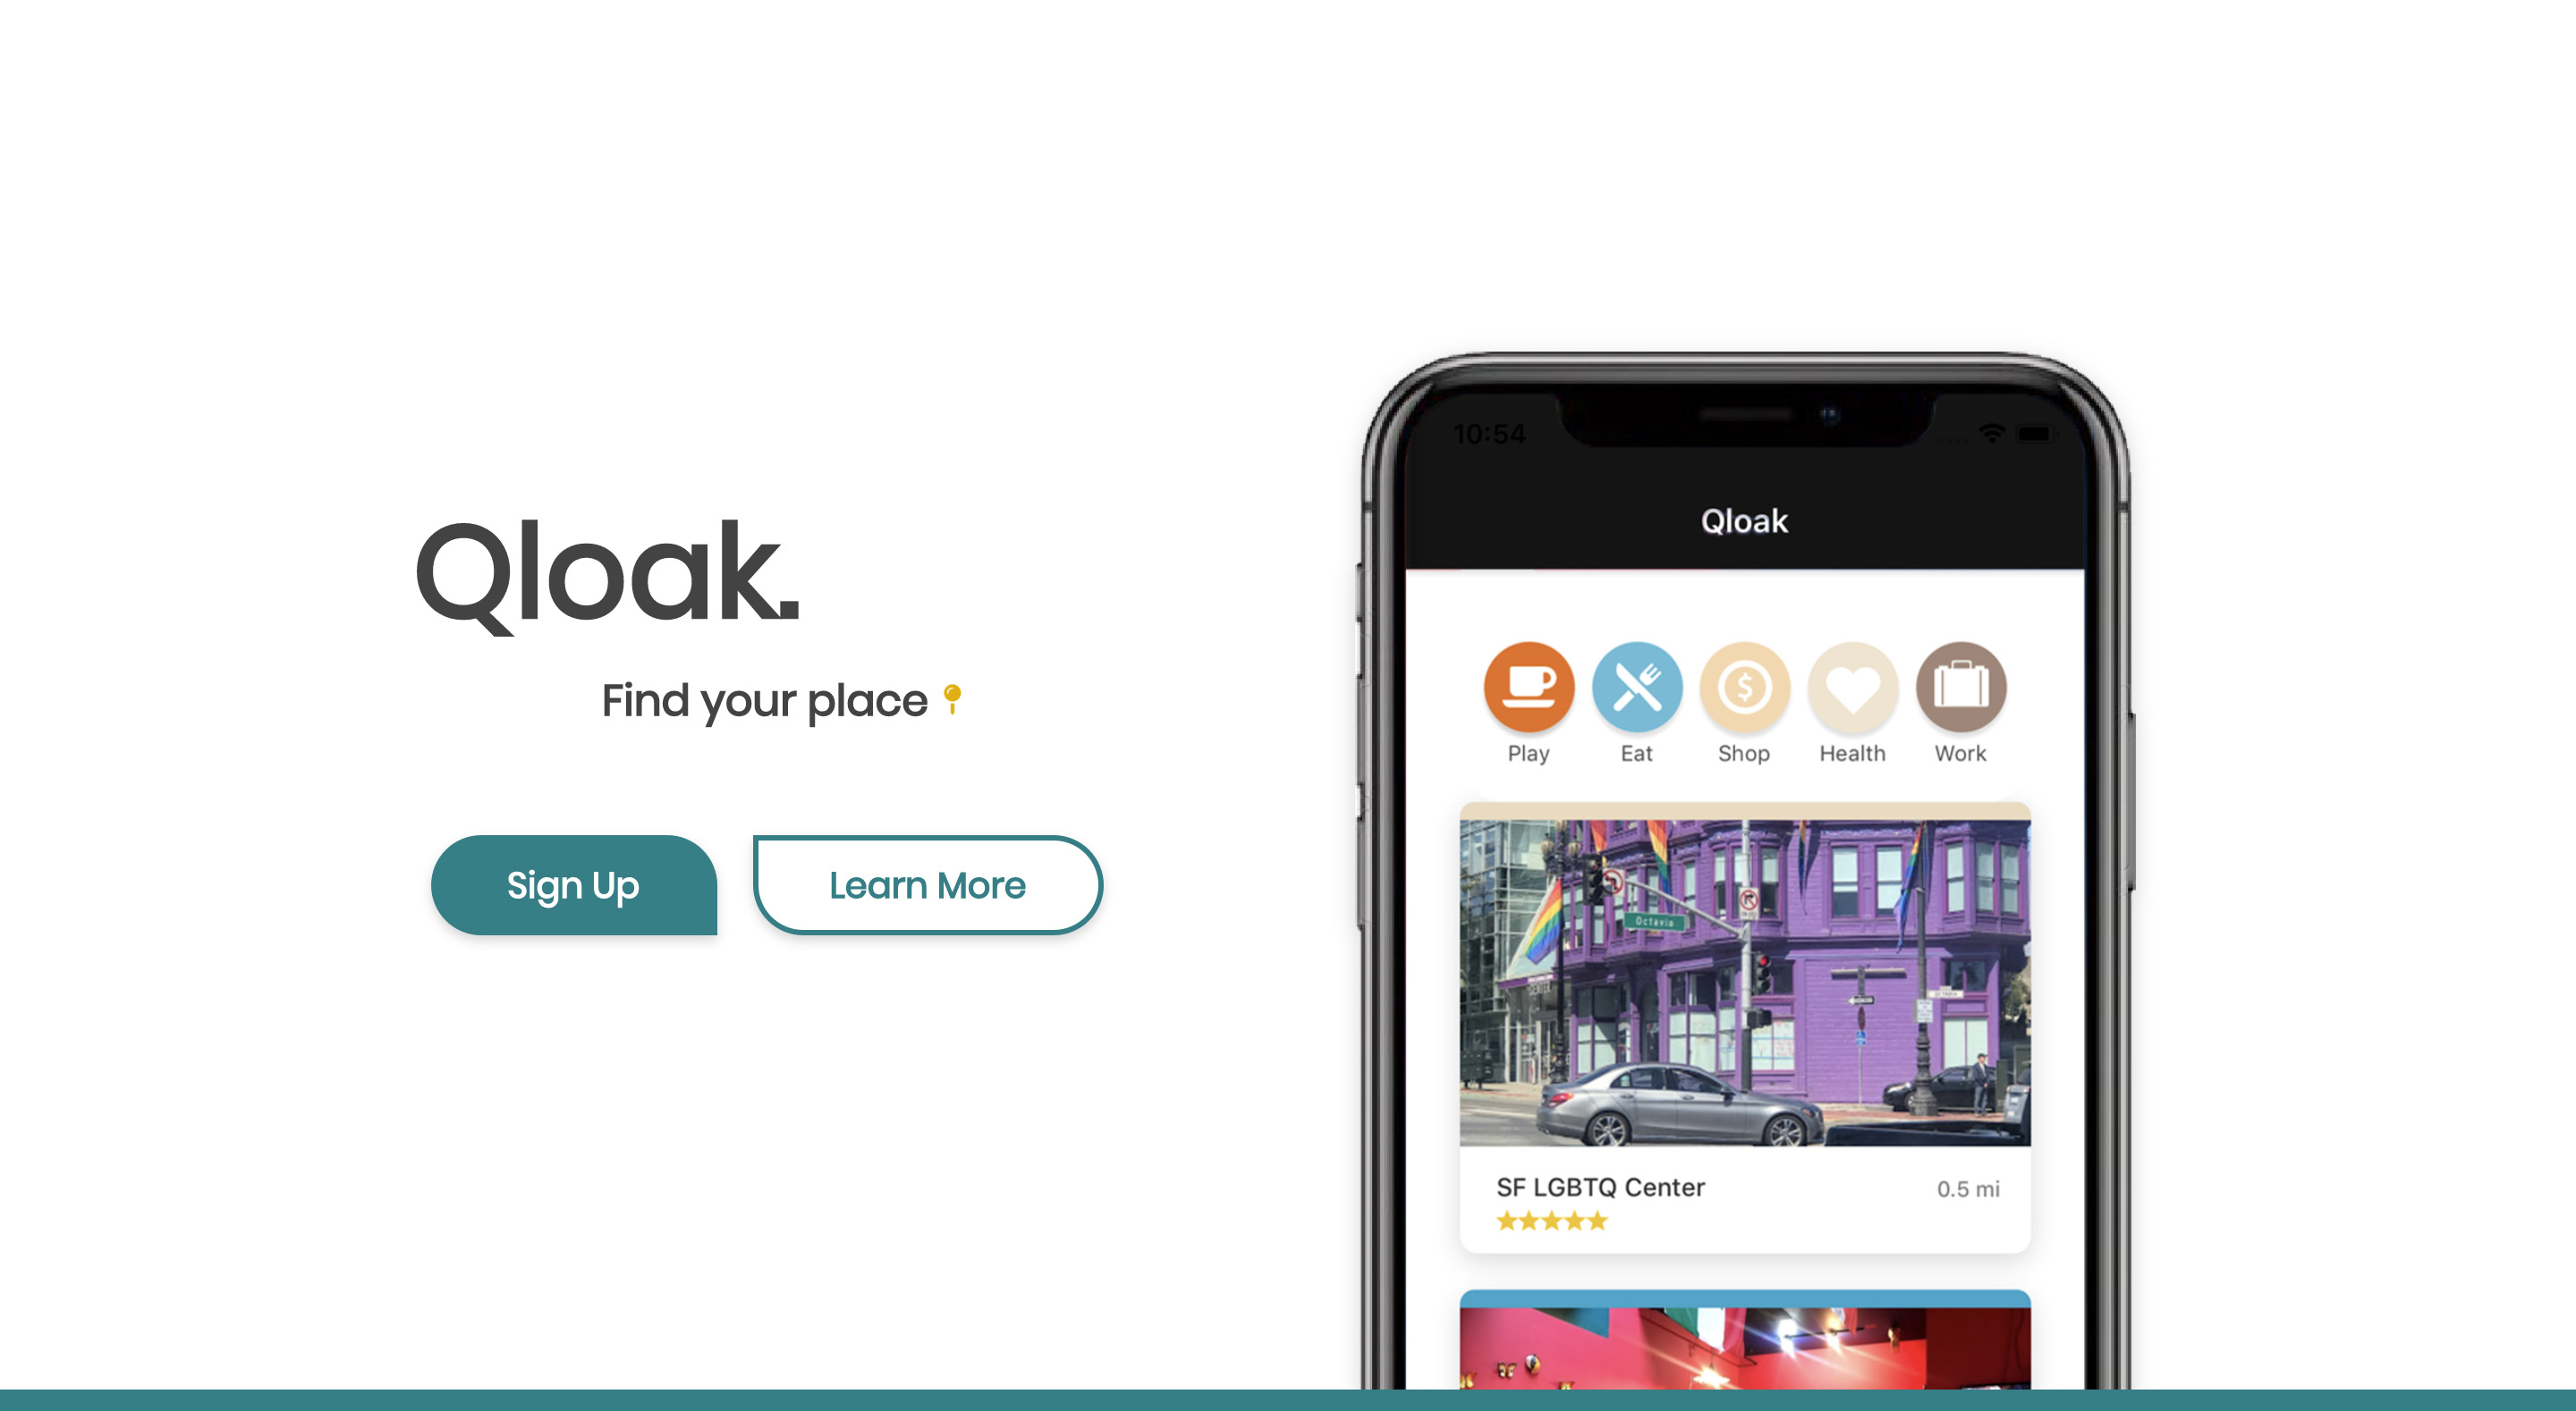 Qloak.
Find your place
Sign Up
Learn More
10:54
Qloak
Play
Eat
Shop
Health
Work
Octavia
SF LGBTQ Center
0.5 mi